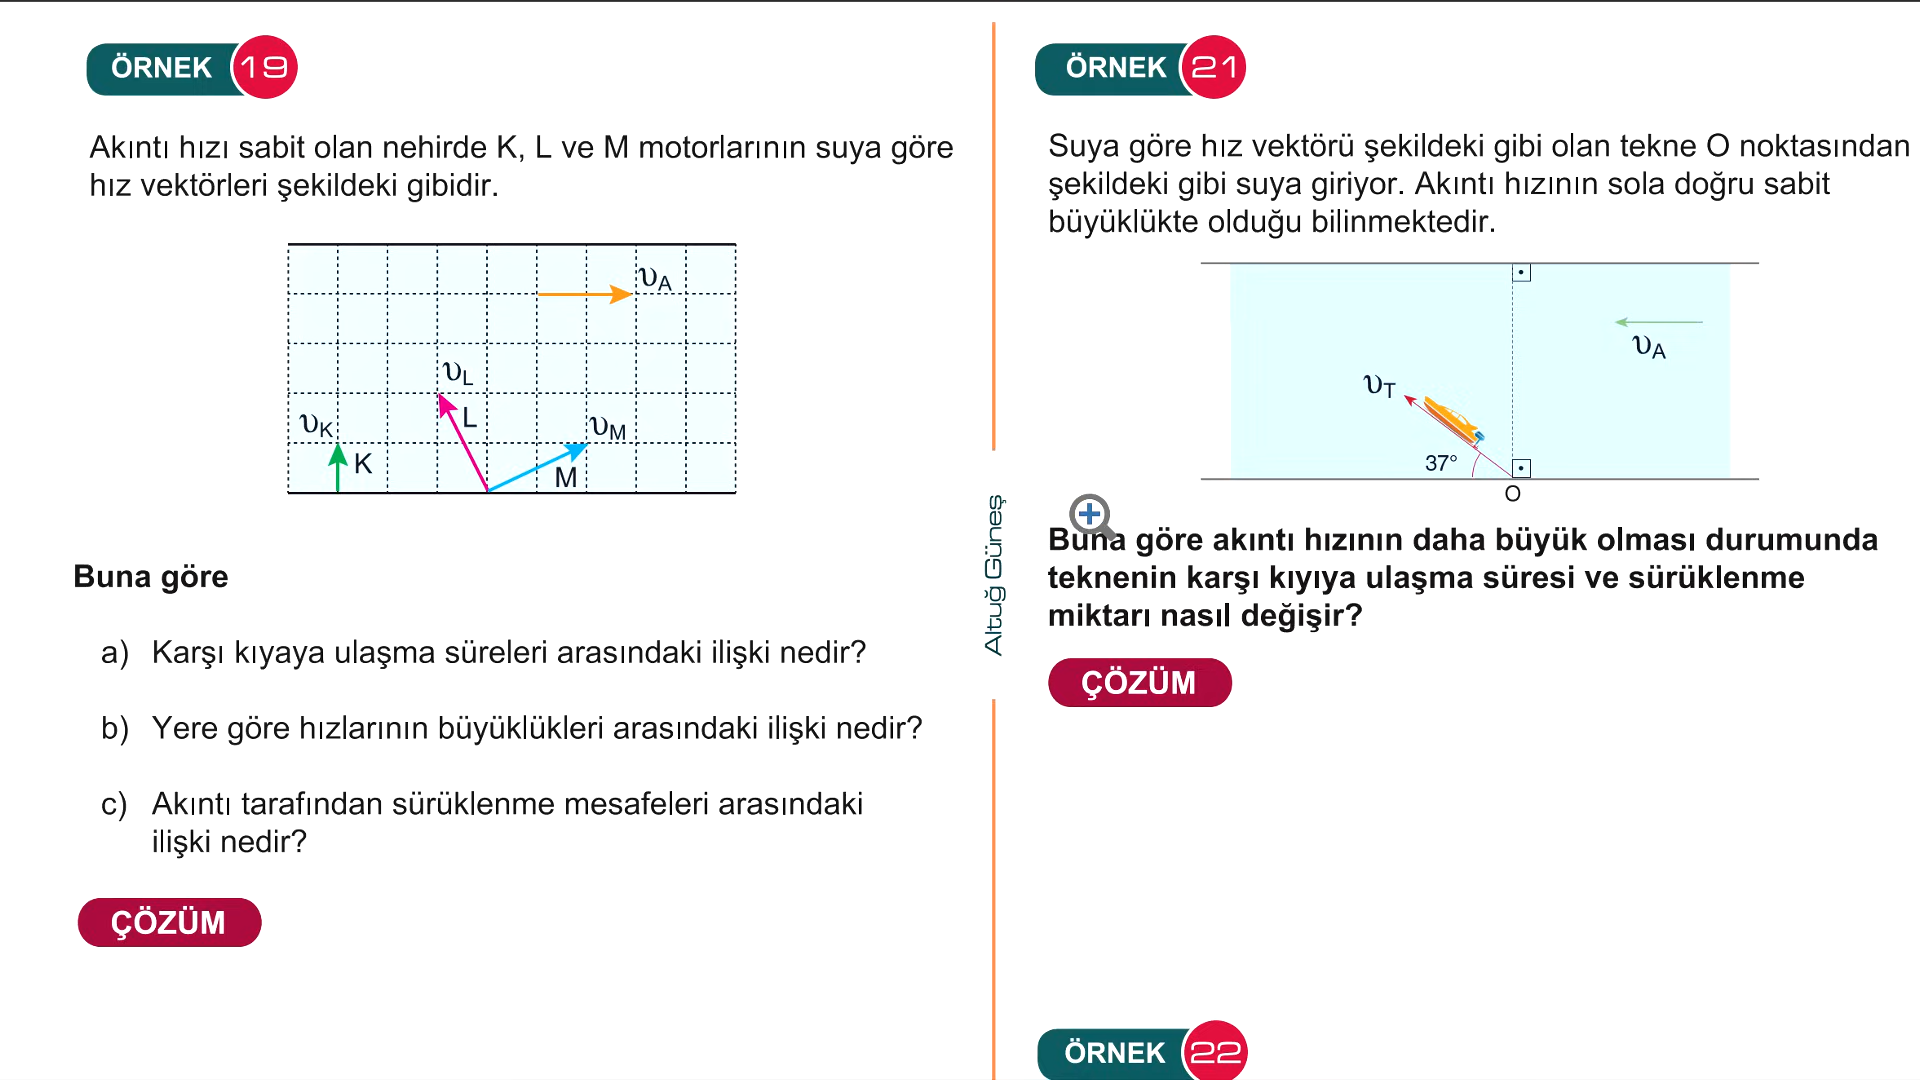 ÖRNEK 19
Akıntı hızı sabit olan nehirde K, L ve M motorlarının suya göre
hız vektörleri şekildeki gibidir.
υA
υL
L
υK
K
υM
M
Buna göre
a) Karşı kıyaya ulaşma süreleri arasındaki ilişki nedir?
b) Yere göre hızlarının büyüklükleri arasındaki ilişki nedir?
c) Akıntı tarafından sürüklenme mesafeleri arasındaki
ilişki nedir?
ÇÖZÜM
Altuğ Güneş
ÖRNEK 21
Suya göre hız vektörü şekildeki gibi olan tekne O noktasından
şekildeki gibi suya giriyor. Akıntı hızının sola doğru sabit
büyüklükte olduğu bilinmektedir.
υA
υT
37°
O
Buna göre akıntı hızının daha büyük olması durumunda
teknenin karşı kıyıya ulaşma süresi ve sürüklenme
miktarı nasıl değişir?
ÇÖZÜM
ÖRNEK 22